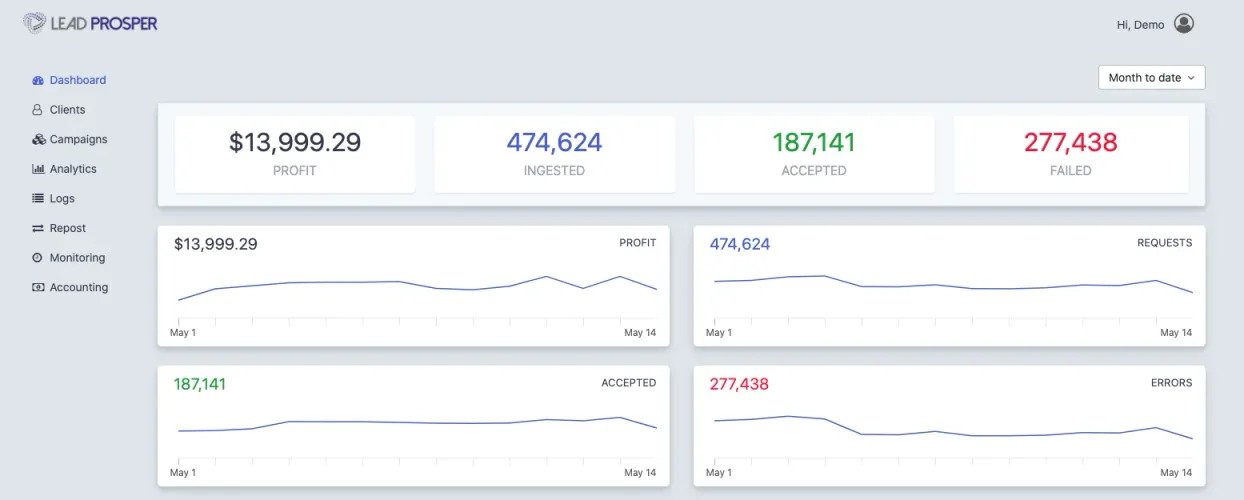 LEAD PROSPER
Hi, Demo
Dashboard
Clients
Campaigns
Analytics
Logs
Repost
Monitoring
Accounting
Month to date
$13,999.29
PROFIT
474,624
INGESTED
187,141
ACCEPTED
277,438
FAILED
$13,999.29 PROFIT
May 1 May 14
474,624 REQUESTS
May 1 May 14
187,141 ACCEPTED
May 1 May 14
277,438 ERRORS
May 1 May 14